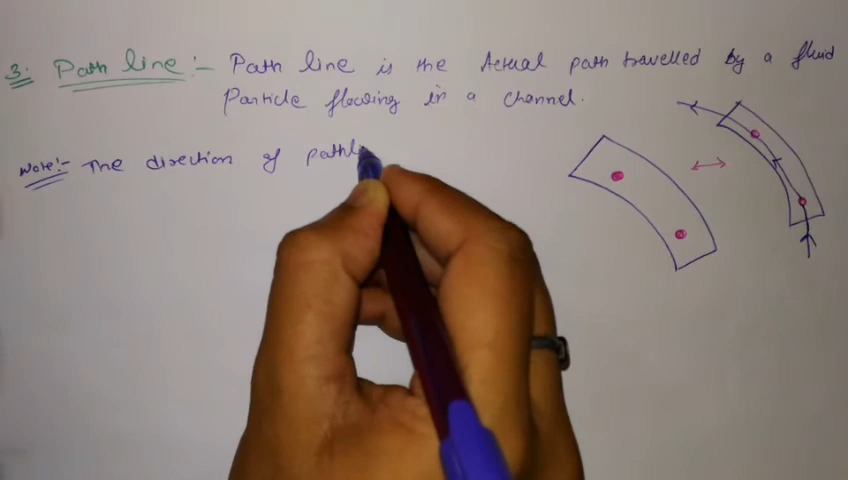 3. Path line :- Path line is the Actual path travelled by a fluid
Particle flowing in a channel.
Note:- The direction of pathl